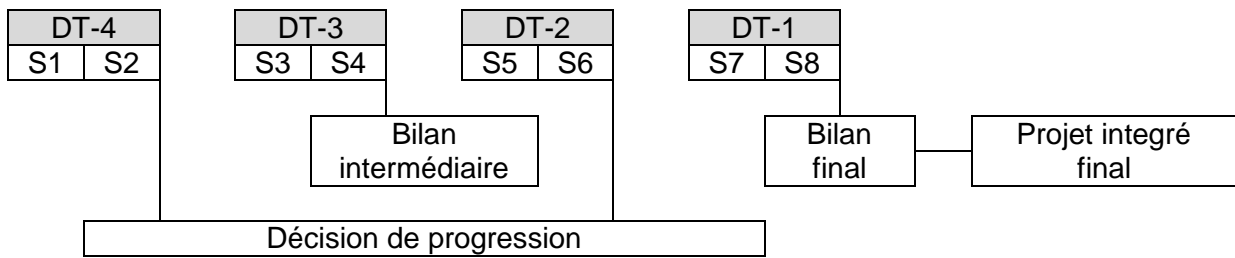 DT-4 DT-3 DT-2 DT-1
S1 S2 S3 S4 S5 S6 S7 S8
Bilan
intermédiaire
Bilan
final
Projet integré
final
Décision de progression